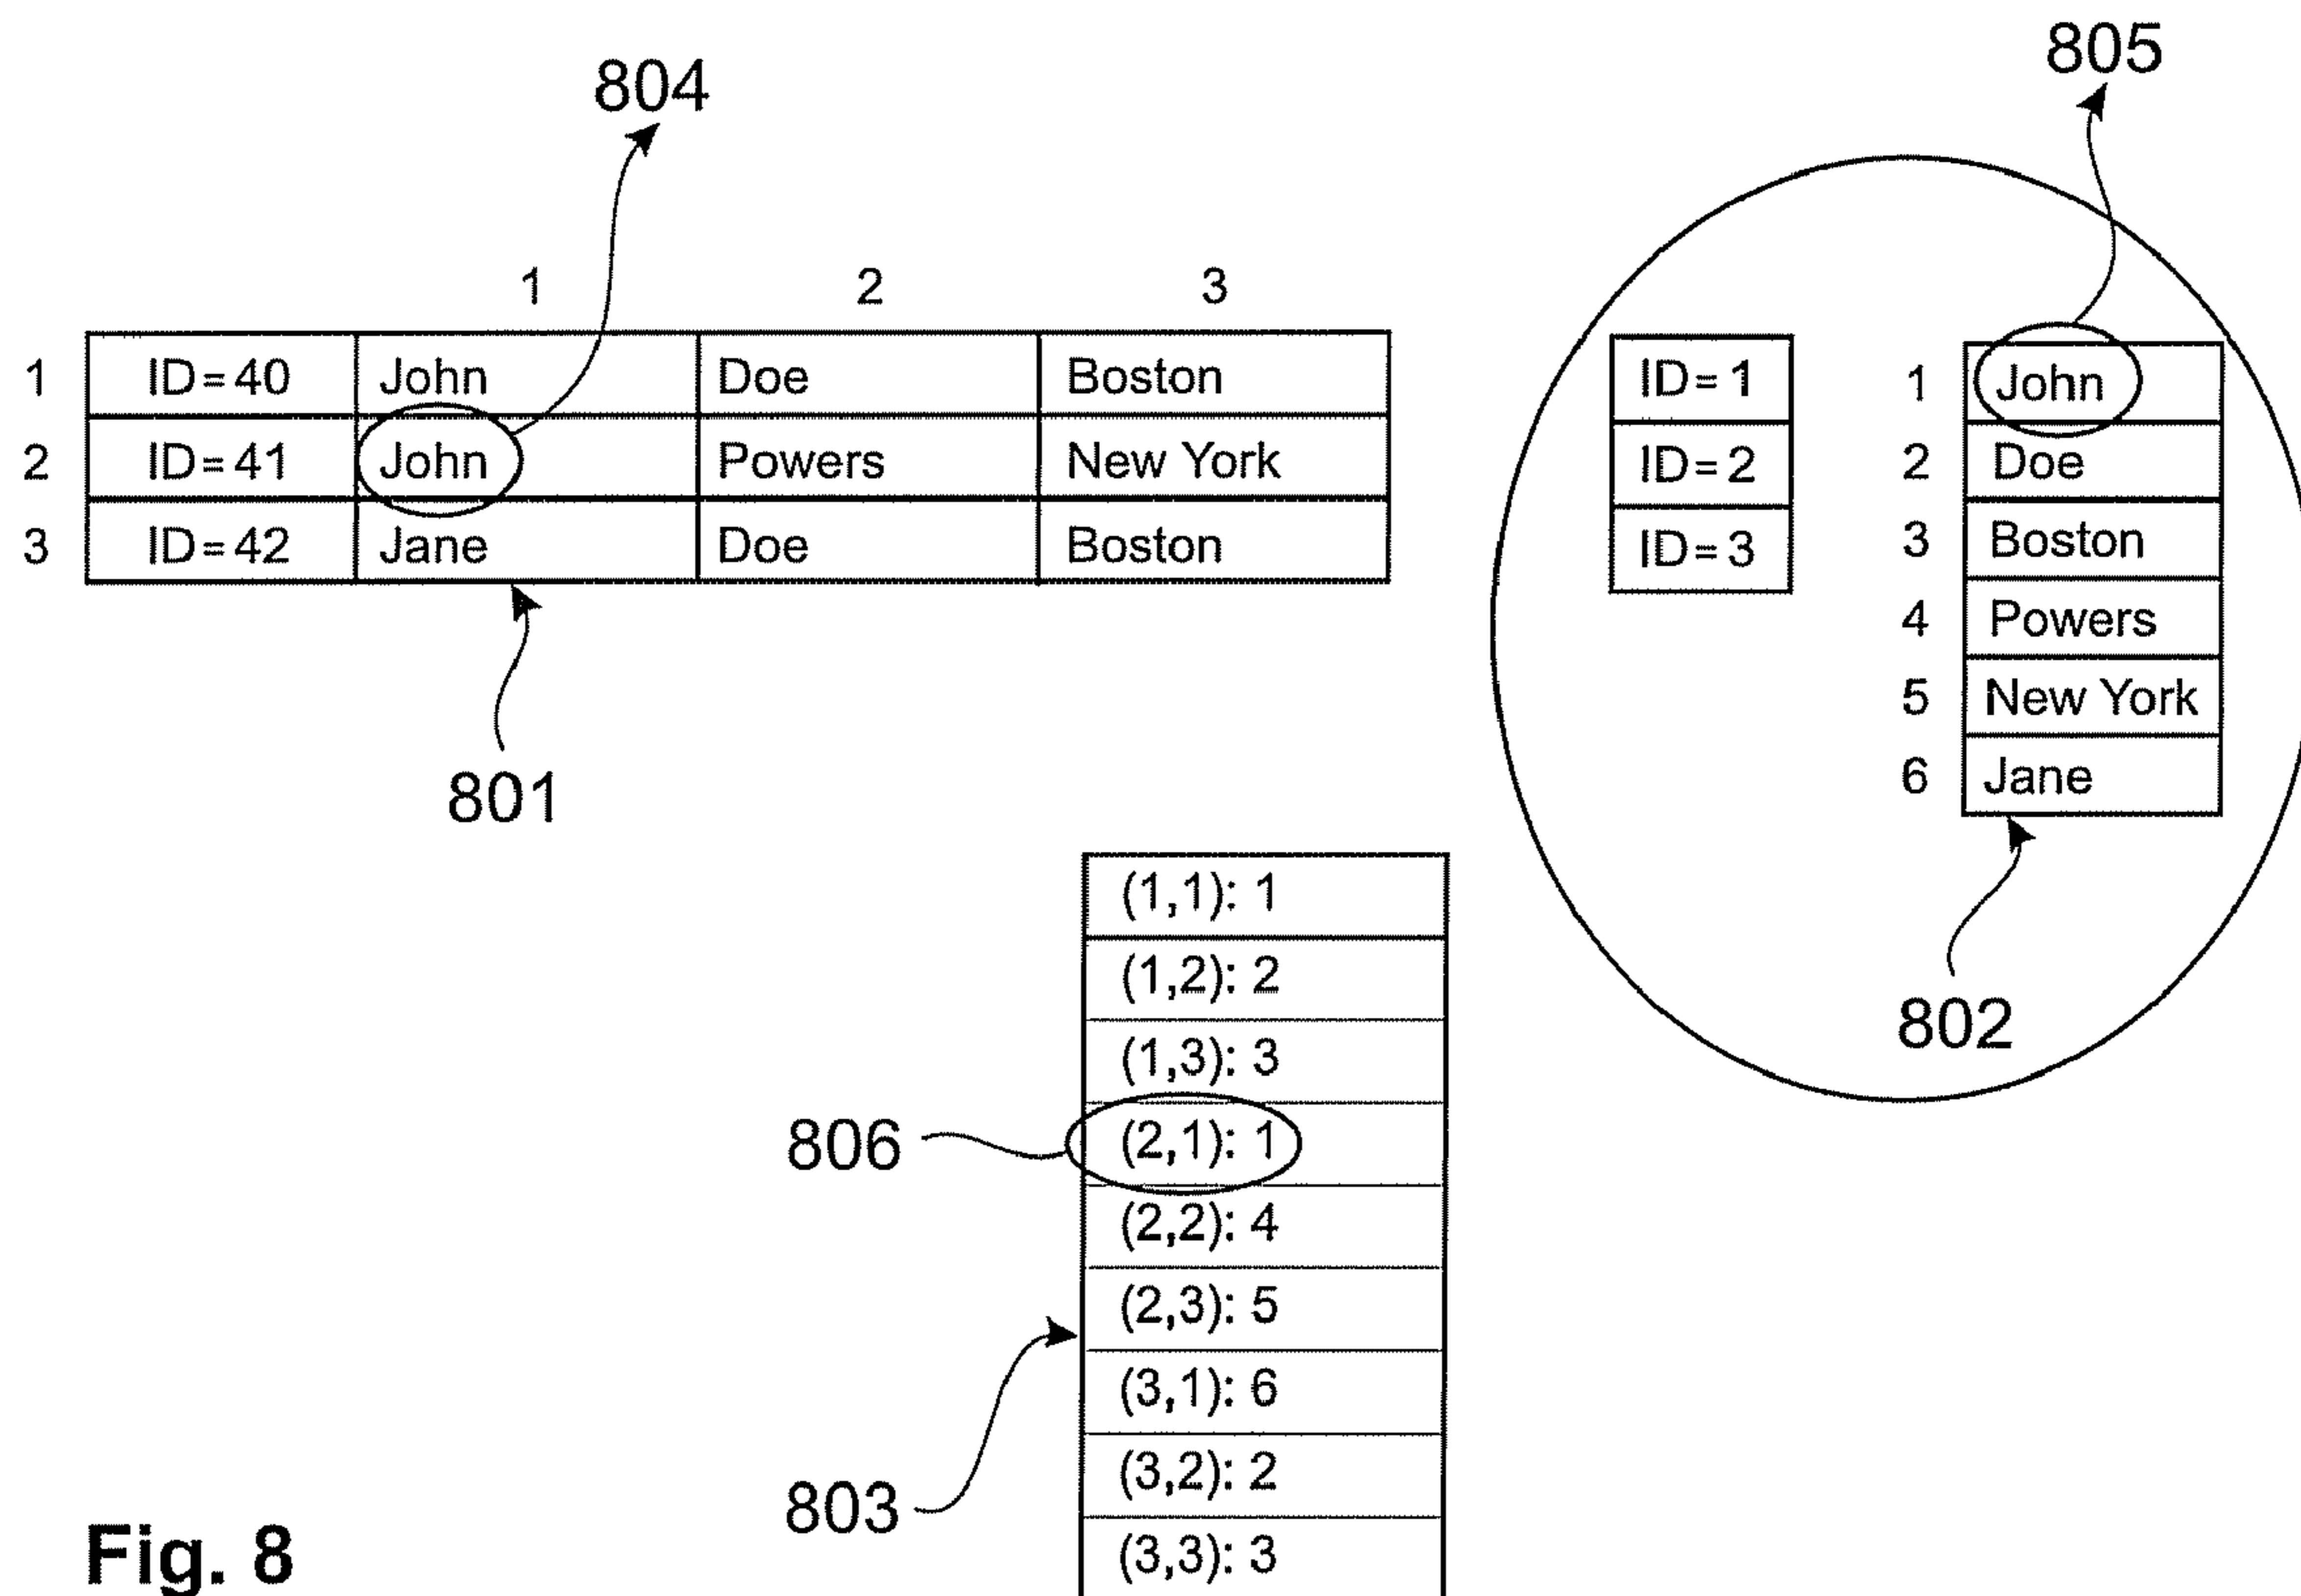 804
805
1 2 3
1 ID=40 John Doe Boston
2 ID=41 John Powers New York
3 ID=42 Jane Doe Boston
801
ID=1
ID=2
ID=3
1 John
2 Doe
3 Boston
4 Powers
5 New York
6 Jane
802
(1,1): 1
(1,2): 2
(1,3): 3
806 (2,1): 1
(2,2): 4
(2,3): 5
(3,1): 6
(3,2): 2
803
(3,3): 3
Fig. 8